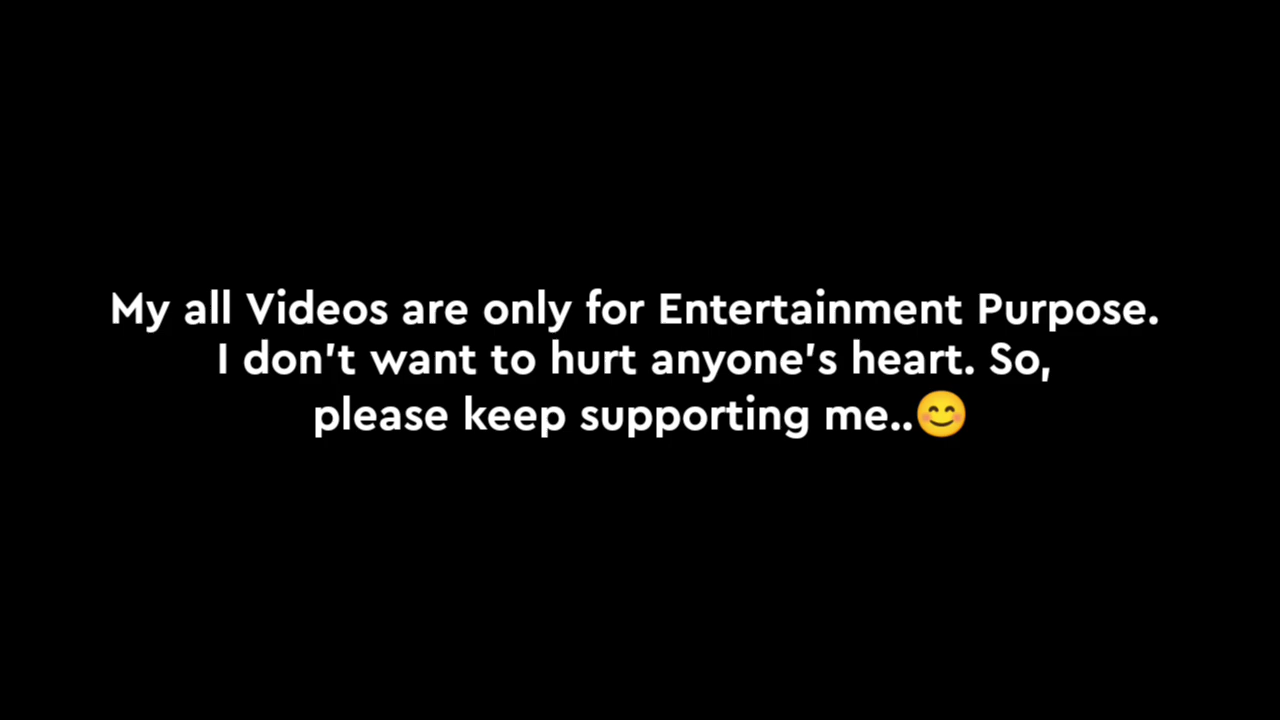 My all Videos are only for Entertainment Purpose.
I don't want to hurt anyone's heart. So,
please keep supporting me..😊